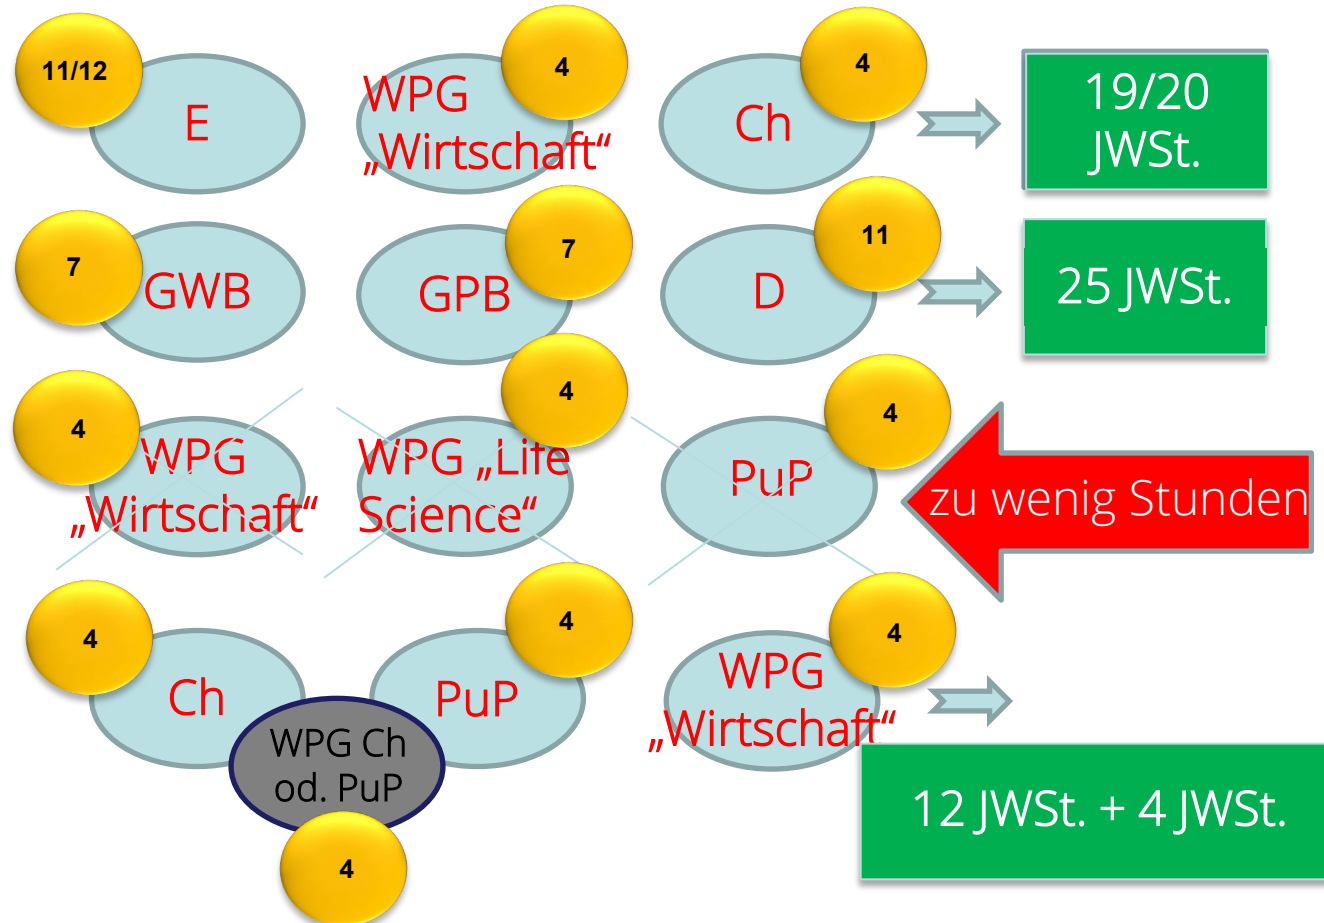 11/12
E
4
WPG
„Wirtschaft“
4
Ch
19/20
JWSt.
7
GWB
7
GPB
11
D
25 JWSt.
4
WPG
„Wirtschaft“
4
WPG „Life
Science“
4
PuP
zu wenig Stunden
4
Ch
4
PuP
4
WPG
„Wirtschaft“
WPG Ch
od. PuP
4
12 JWSt. + 4 JWSt.